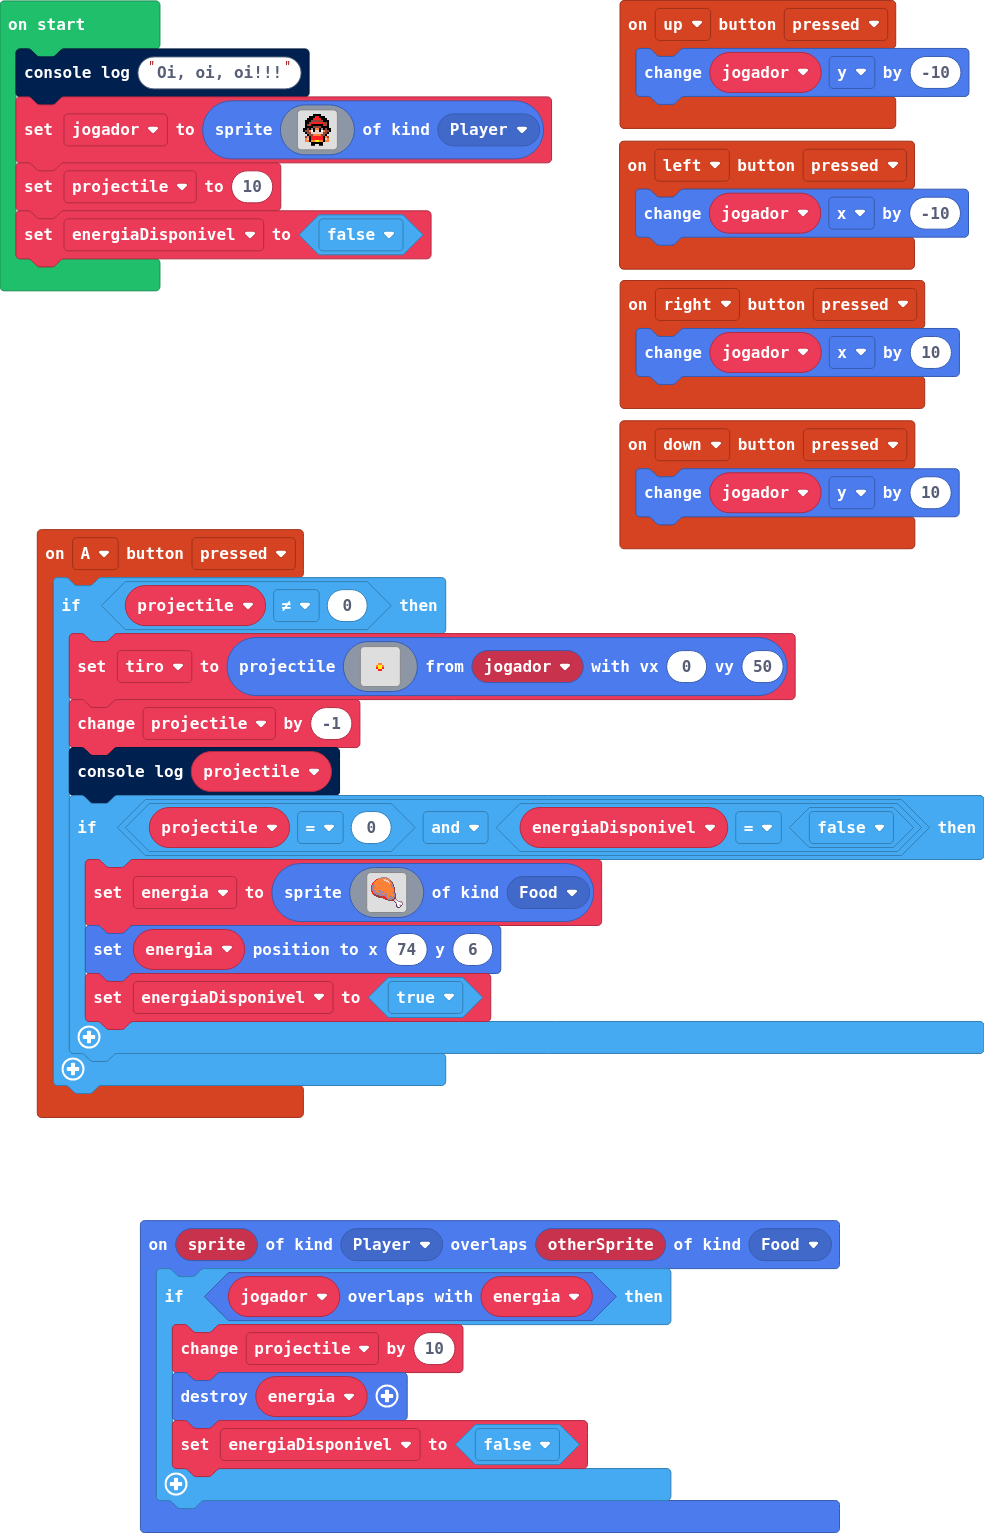 on start
console log "Oi, oi, oi!!!"
set jogador to sprite of kind Player
set projectile to 10
set energiaDisponivel to false
on up button pressed
change jogador y by -10
on left button pressed
change jogador x by -10
on right button pressed
change jogador x by 10
on down button pressed
change jogador y by 10
on A button pressed
if projectile ≠ 0 then
set tiro to projectile from jogador with vx 0 vy 50
change projectile by -1
console log projectile
if projectile = 0 and energiaDisponivel = false then
set energia to sprite of kind Food
set energia position to x 74 y 6
set energiaDisponivel to true
on sprite of kind Player overlaps otherSprite of kind Food
if jogador overlaps with energia then
change projectile by 10
destroy energia
set energiaDisponivel to false